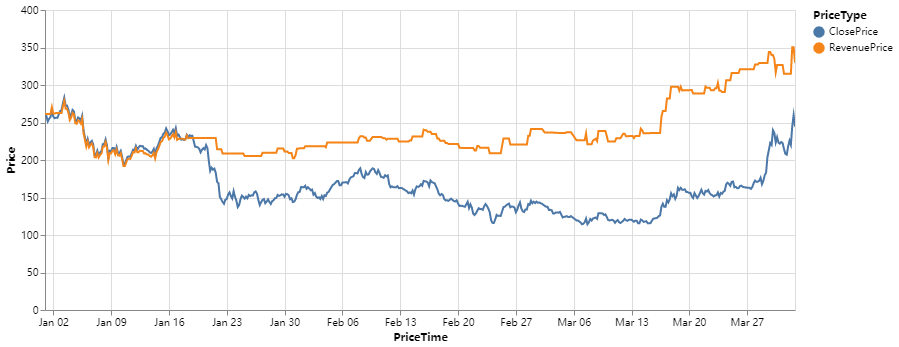 400
350
300
250
200
150
100
50
0
Price
Jan 02 Jan 09 Jan 16 Jan 23 Jan 30 Feb 06 Feb 13 Feb 20 Feb 27 Mar 06 Mar 13 Mar 20 Mar 27
PriceTime
PriceType
ClosePrice
RevenuePrice